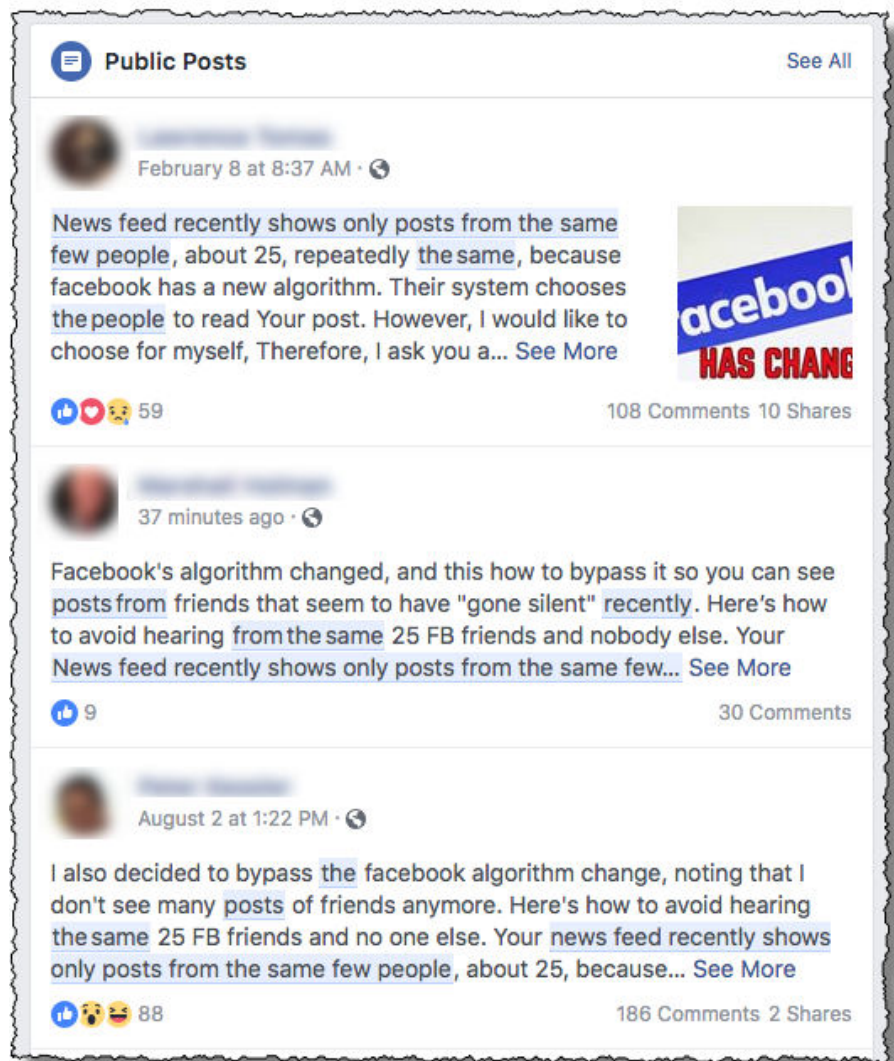 Public Posts See All
February 8 at 8:37 AM ·
News feed recently shows only posts from the same
few people, about 25, repeatedly the same, because
facebook has a new algorithm. Their system chooses
the people to read Your post. However, I would like to
choose for myself, Therefore, I ask you a... See More
acebool
HAS CHANG
59 108 Comments 10 Shares
37 minutes ago ·
Facebook's algorithm changed, and this how to bypass it so you can see
posts from friends that seem to have "gone silent" recently. Here's how
to avoid hearing from the same 25 FB friends and nobody else. Your
News feed recently shows only posts from the same few... See More
9 30 Comments
August 2 at 1:22 PM ·
I also decided to bypass the facebook algorithm change, noting that I
don't see many posts of friends anymore. Here's how to avoid hearing
the same 25 FB friends and no one else. Your news feed recently shows
only posts from the same few people, about 25, because... See More
88 186 Comments 2 Shares